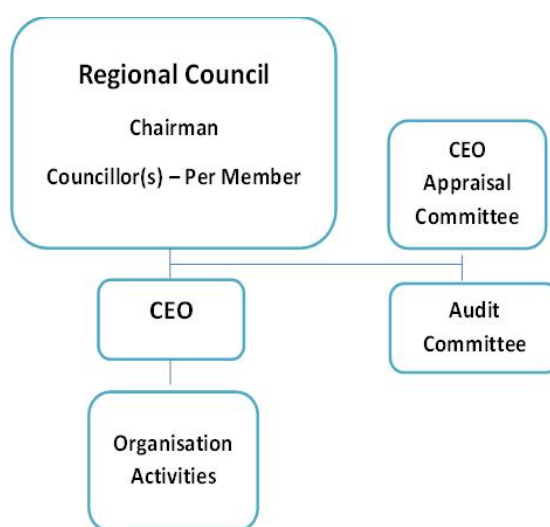 Regional Council
Chairman
Councillor(s) – Per Member
CEO
Appraisal
Committee
CEO
Audit
Committee
Organisation
Activities